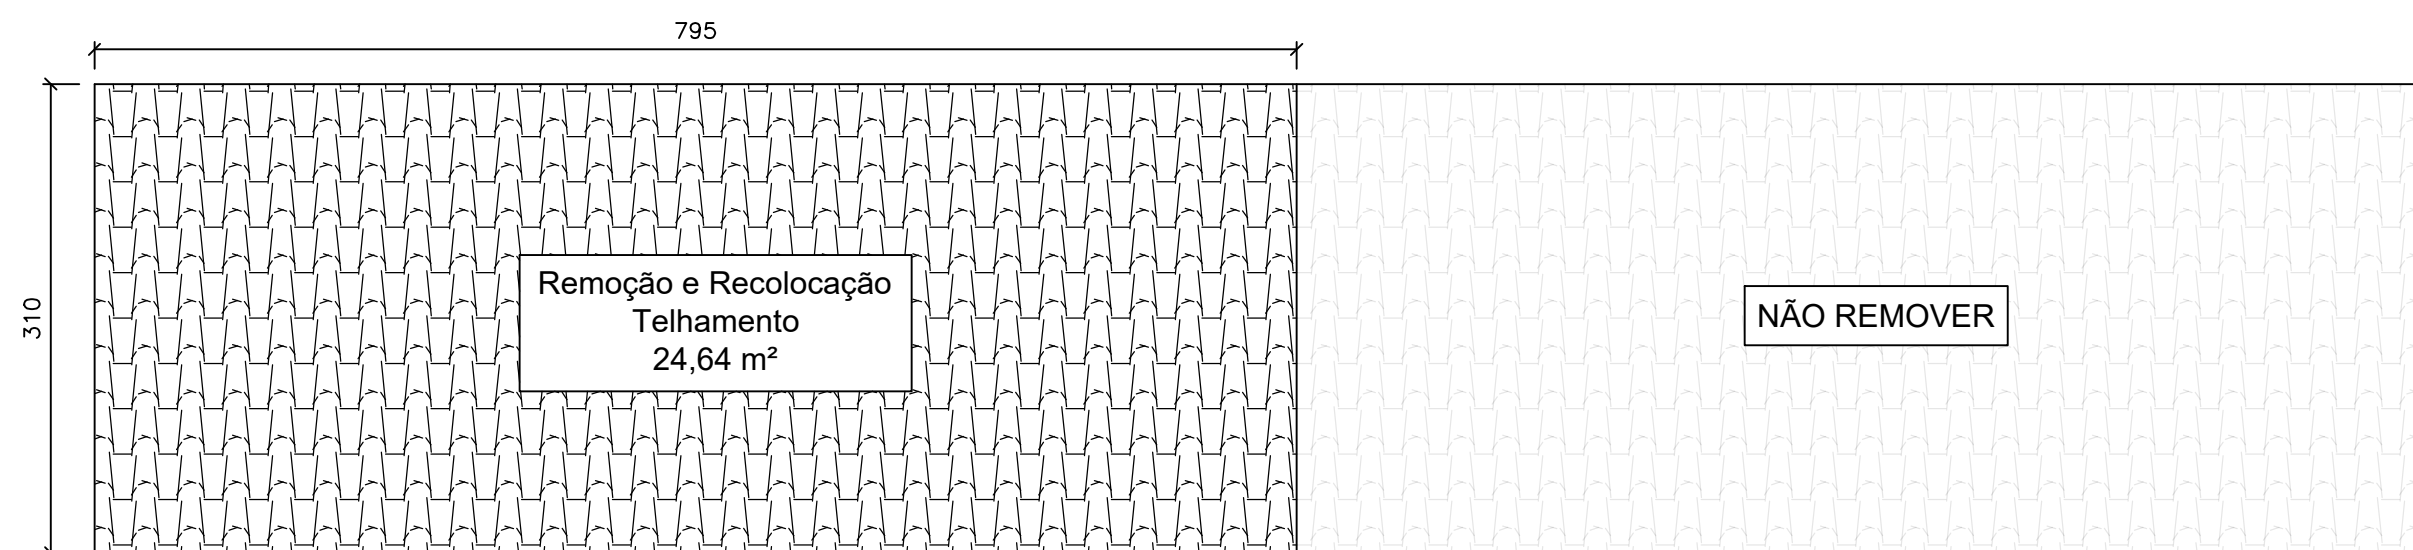 795
310
Remoção e Recolocação
Telhamento
24,64 m²
NÃO REMOVER